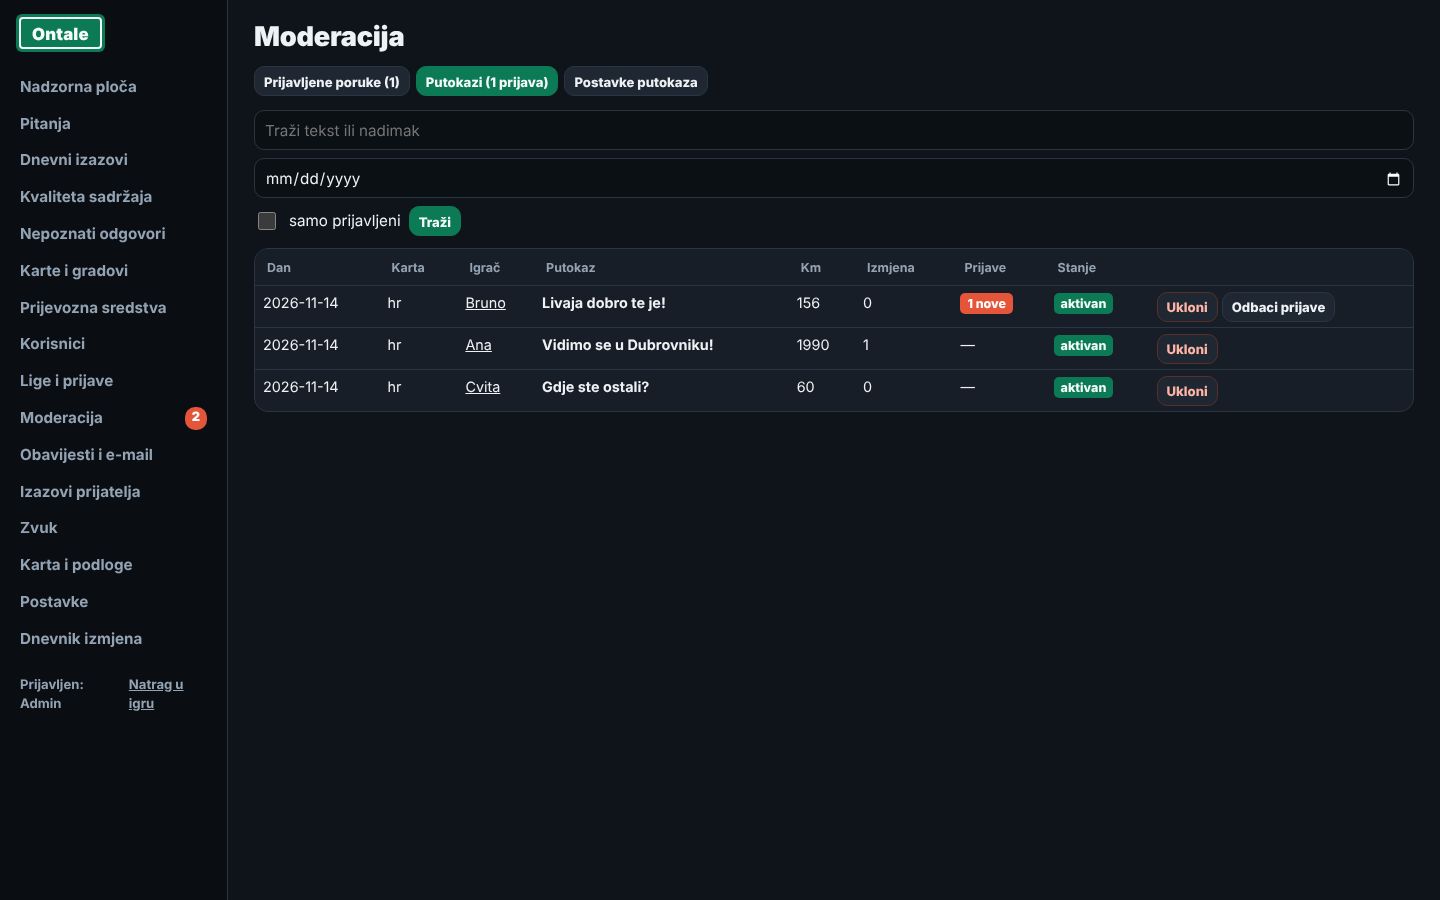 Ontale
Nadzorna ploča
Pitanja
Dnevni izazovi
Kvaliteta sadržaja
Nepoznati odgovori
Karte i gradovi
Prijevozna sredstva
Korisnici
Lige i prijave
Moderacija 2
Obavijesti i e-mail
Izazovi prijatelja
Zvuk
Karta i podloge
Postavke
Dnevnik izmjena
Prijavljen: Admin
Natrag u igru
Moderacija
Prijavljene poruke (1) Putokazi (1 prijava) Postavke putokaza
Traži tekst ili nadimak
mm/dd/yyyy
samo prijavljeni Traži
Dan Karta Igrač Putokaz Km Izmjena Prijave Stanje
2026-11-14 hr Bruno Livaja dobro te je! 156 0 1 nove aktivan Ukloni Odbaci prijave
2026-11-14 hr Ana Vidimo se u Dubrovniku! 1990 1 — aktivan Ukloni
2026-11-14 hr Cvita Gdje ste ostali? 60 0 — aktivan Ukloni